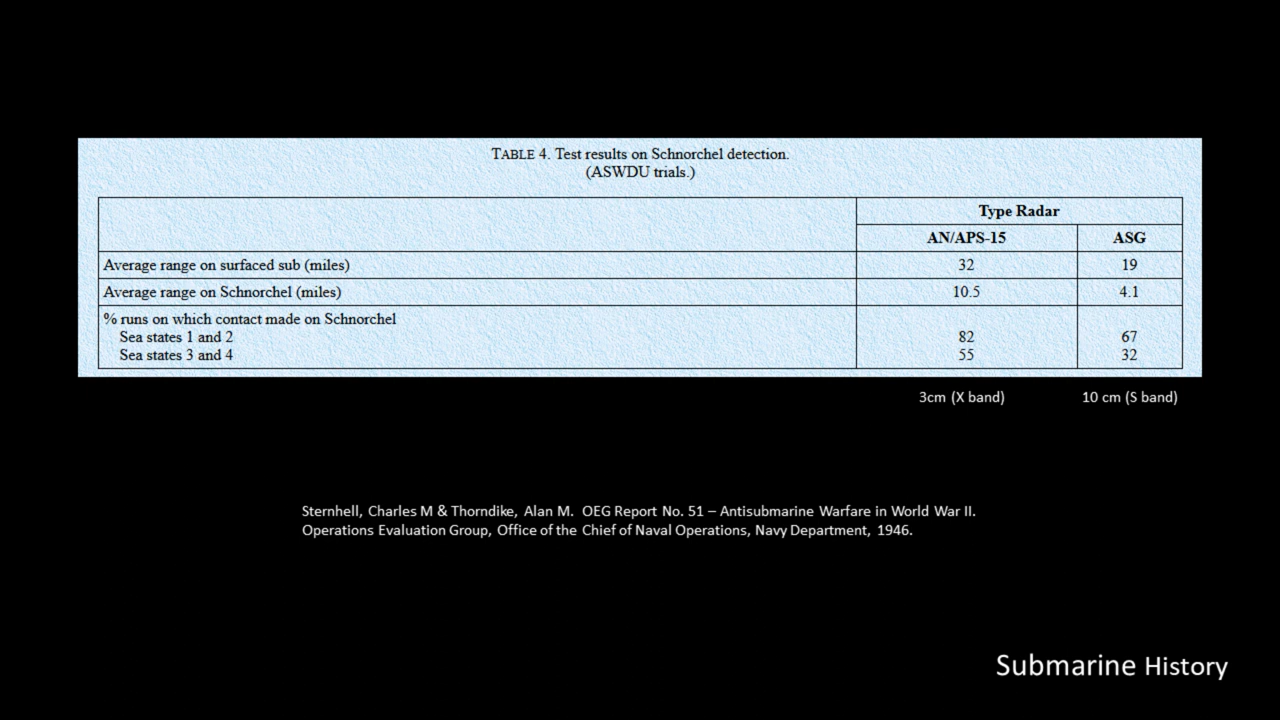 TABLE 4. Test results on Schnorchel detection.
(ASWDU trials.)
Type Radar
AN/APS-15 ASG
Average range on surfaced sub (miles) 32 19
Average range on Schnorchel (miles) 10.5 4.1
% runs on which contact made on Schnorchel
Sea states 1 and 2 82 67
Sea states 3 and 4 55 32
3cm (X band) 10 cm (S band)
Sternhell, Charles M & Thorndike, Alan M. OEG Report No. 51 – Antisubmarine Warfare in World War II.
Operations Evaluation Group, Office of the Chief of Naval Operations, Navy Department, 1946.
Submarine History